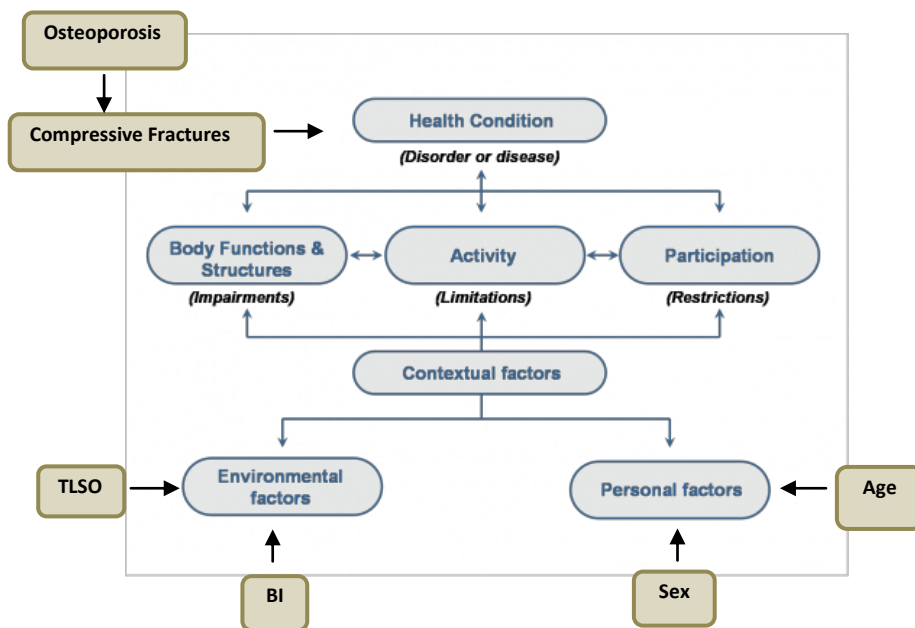 Osteoporosis
Compressive Fractures
Health Condition
(Disorder or disease)
Body Functions &
Structures
Activity
Participation
(Impairments)
(Limitations)
(Restrictions)
Contextual factors
TLSO
Environmental
factors
Personal factors
Age
BI
Sex